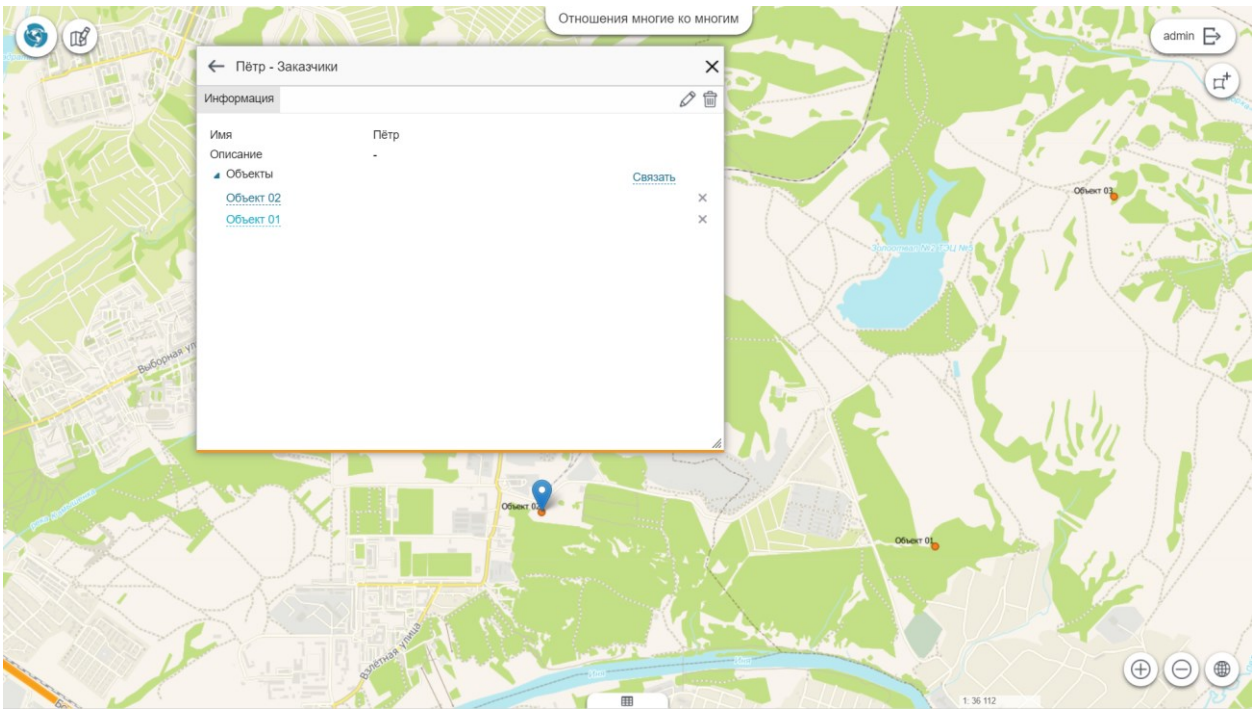 Отношения многие ко многим
admin
Пётр - Заказчики
Информация
Имя Пётр
Описание -
Объекты Связать
Объект 02
Объект 01
Объект 03
Выборная ул
Объект 02
Объект 01
Взлётная улица
1: 36 112